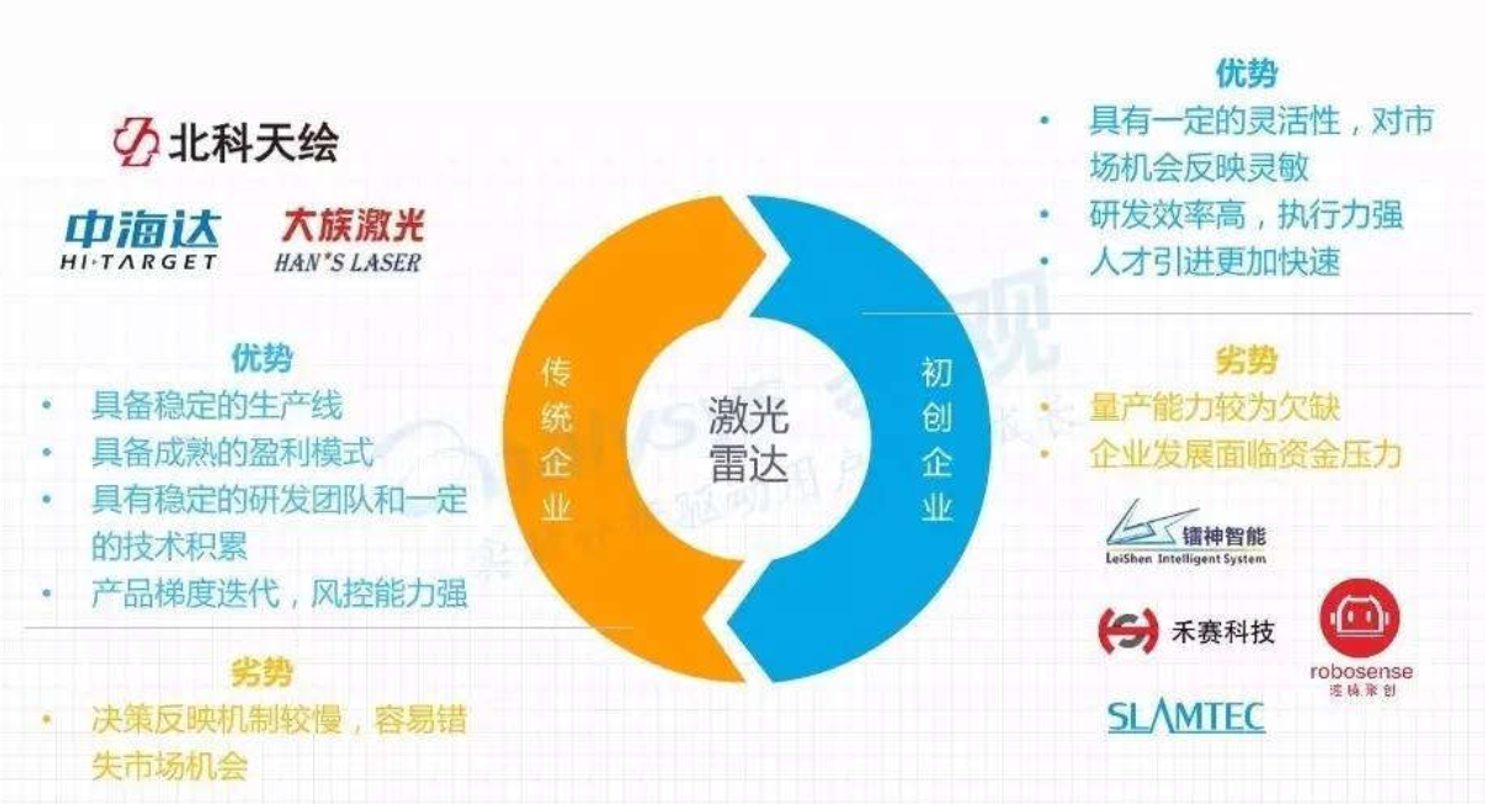 北科天绘
中海达
HI·TARGET
大族激光
HAN*S LASER
优势
• 具备稳定的生产线
• 具备成熟的盈利模式
• 具有稳定的研发团队和一定
的技术积累
• 产品梯度迭代，风控能力强
劣势
• 决策反映机制较慢，容易错
失市场机会
传统企业
激光
雷达
初创企业
优势
• 具有一定的灵活性，对市
场机会反映灵敏
• 研发效率高，执行力强
• 人才引进更加快速
劣势
• 量产能力较为欠缺
• 企业发展面临资金压力
镭神智能
LeiShen Intelligent System
禾赛科技
robosense
速腾聚创
SLAMTEC